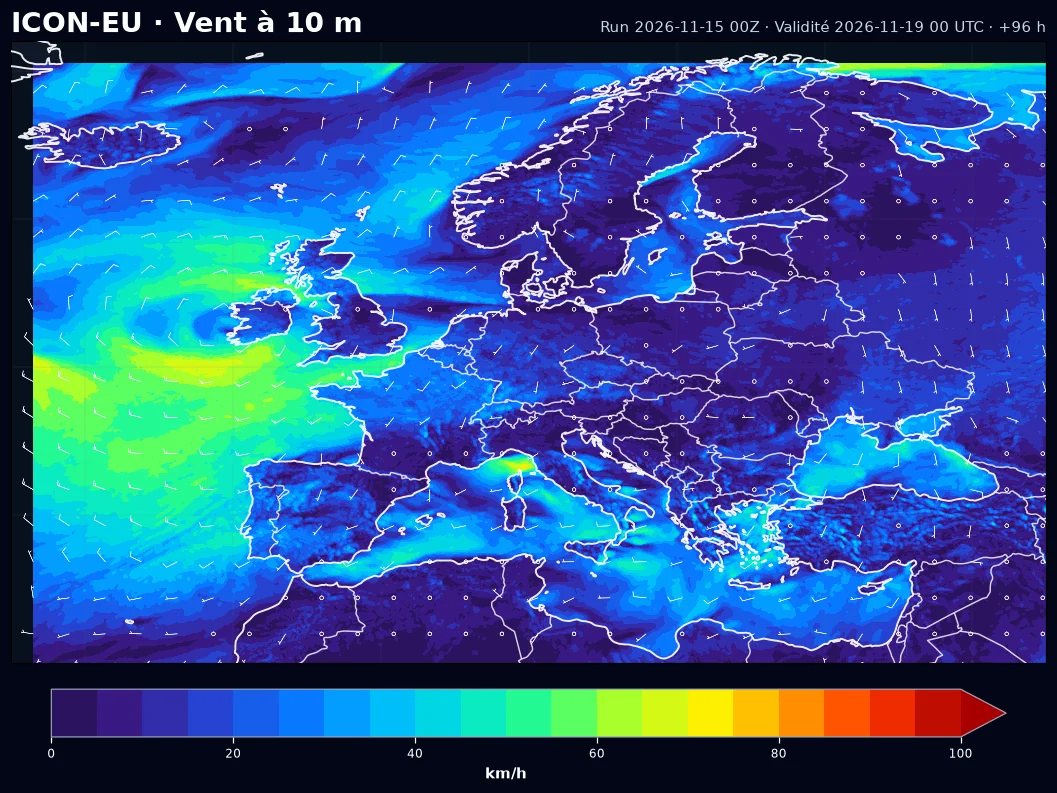 ICON-EU · Vent à 10 m
Run 2026-11-15 00Z · Validité 2026-11-19 00 UTC · +96 h
0 20 40 60 80 100
km/h